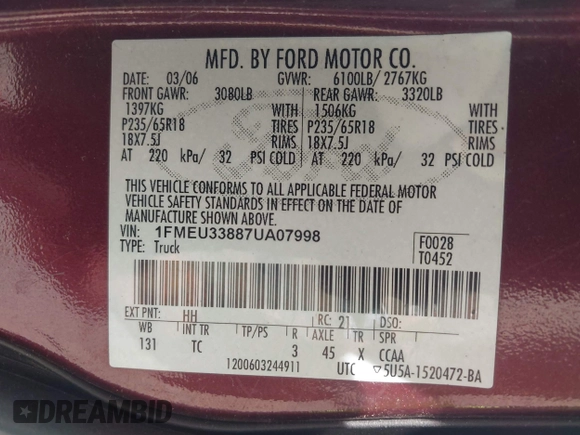 MFD. BY FORD MOTOR CO.
DATE: 03/06 GVWR: 6100LB/ 2767KG
FRONT GAWR: 3080LB REAR GAWR: 3320LB
1397KG WITH 1506KG WITH
P235/65R18 TIRES P235/65R18 TIRES
18X7.5J RIMS 18X7.5J RIMS
AT 220 kPa/ 32 PSI COLD AT 220 kPa/ 32 PSI COLD
THIS VEHICLE CONFORMS TO ALL APPLICABLE FEDERAL MOTOR
VEHICLE SAFETY STANDARDS IN EFFECT ON THE DATE OF
MANUFACTURE SHOWN ABOVE.
VIN: 1FMEU33887UA07998 F0028
TYPE: Truck T0452
EXT PNT: HH RC: 21 DSO:
WB INT TR TP/PS R AXLE TR SPR
131 TC 3 45 X CCAA
1200603244911 UTC ▽5U5A-1520472-BA
DREAMBID